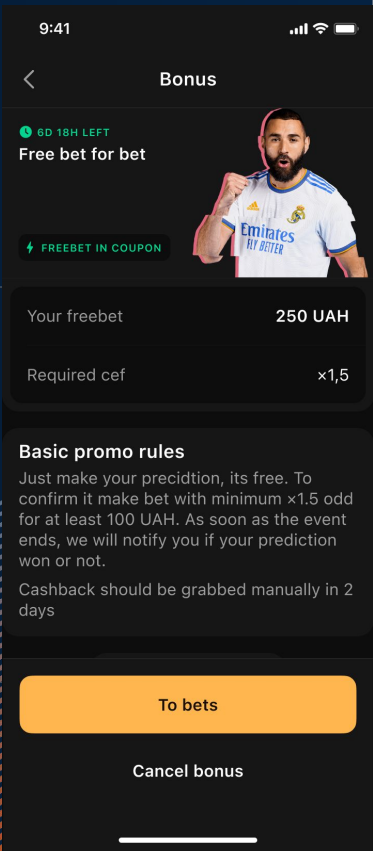 9:41
Bonus
6D 18H LEFT
Free bet for bet
Emirates
FLY BETTER
FREEBET IN COUPON
Your freebet 250 UAH
Required cef ×1,5
Basic promo rules
Just make your precidtion, its free. To
confirm it make bet with minimum ×1.5 odd
for at least 100 UAH. As soon as the event
ends, we will notify you if your prediction
won or not.
Cashback should be grabbed manually in 2
days
To bets
Cancel bonus